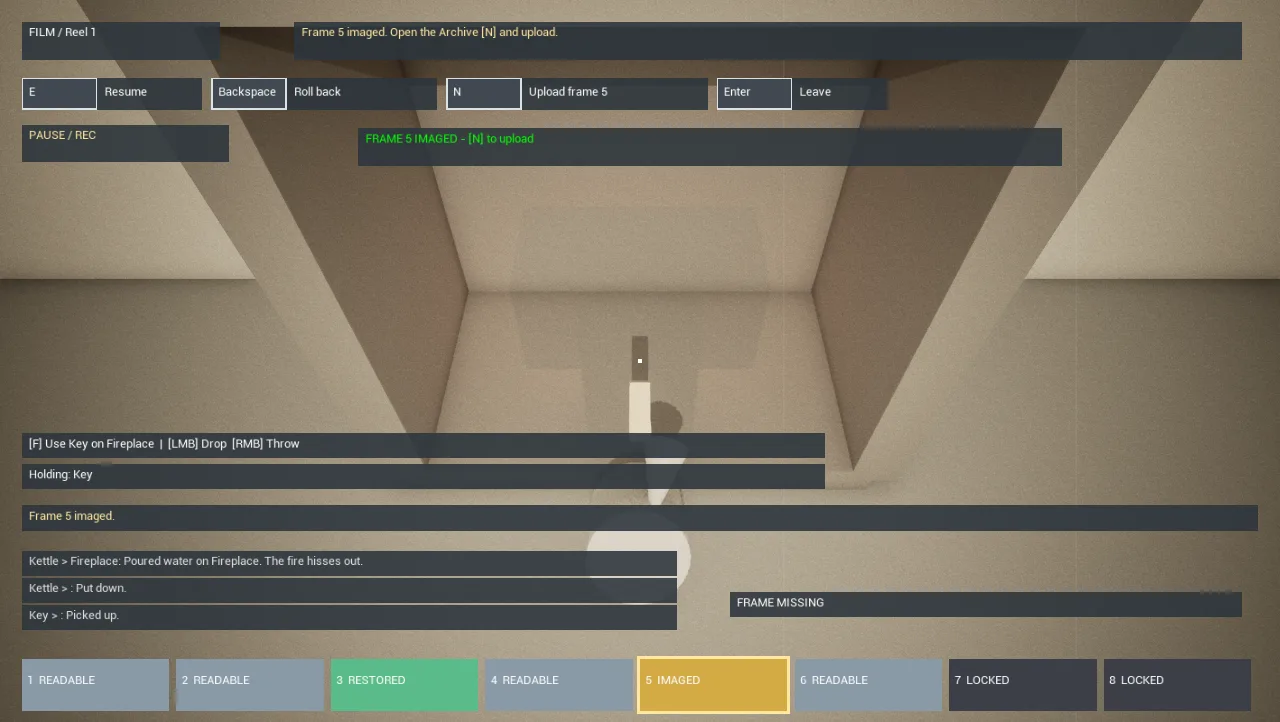 FILM / Reel 1
Frame 5 imaged. Open the Archive [N] and upload.
E Resume Backspace Roll back N Upload frame 5 Enter Leave
PAUSE / REC
FRAME 5 IMAGED - [N] to upload
[F] Use Key on Fireplace | [LMB] Drop [RMB] Throw
Holding: Key
Frame 5 imaged.
Kettle > Fireplace: Poured water on Fireplace. The fire hisses out.
Kettle > : Put down.
FRAME MISSING
Key > : Picked up.
1 READABLE 2 READABLE 3 RESTORED 4 READABLE 5 IMAGED 6 READABLE 7 LOCKED 8 LOCKED